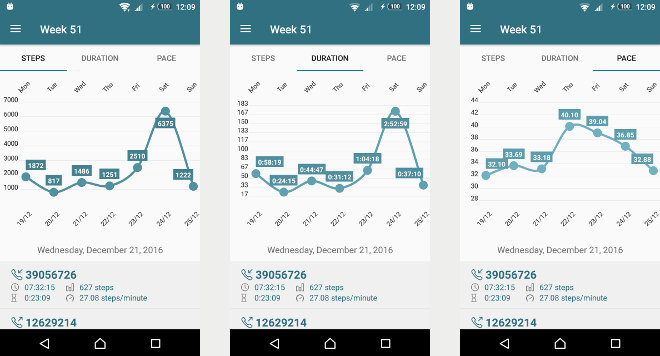 100 12:09
Week 51
STEPS DURATION PACE
Mon Tue Wed Thu Fri Sat Sun
7000
6000
5000
4000
3000
2000
1000
1872 817 1486 1251 2510 6375 1222
19/12 20/12 21/12 22/12 23/12 24/12 25/12
Wednesday, December 21, 2016
39056726
07:32:15 627 steps
0:23:09 27.08 steps/minute
12629214
100 12:09
Week 51
STEPS DURATION PACE
Mon Tue Wed Thu Fri Sat Sun
183
167
150
133
117
100
83
67
50
33
17
0:58:19 0:24:15 0:44:47 0:31:12 1:04:18 2:52:59 0:37:10
19/12 20/12 21/12 22/12 23/12 24/12 25/12
Wednesday, December 21, 2016
39056726
07:32:15 627 steps
0:23:09 27.08 steps/minute
12629214
100 12:09
Week 51
STEPS DURATION PACE
Mon Tue Wed Thu Fri Sat Sun
44
42
40
38
36
34
32
30
28
32.10 33.69 33.18 40.10 39.04 36.85 32.88
19/12 20/12 21/12 22/12 23/12 24/12 25/12
Wednesday, December 21, 2016
39056726
07:32:15 627 steps
0:23:09 27.08 steps/minute
12629214